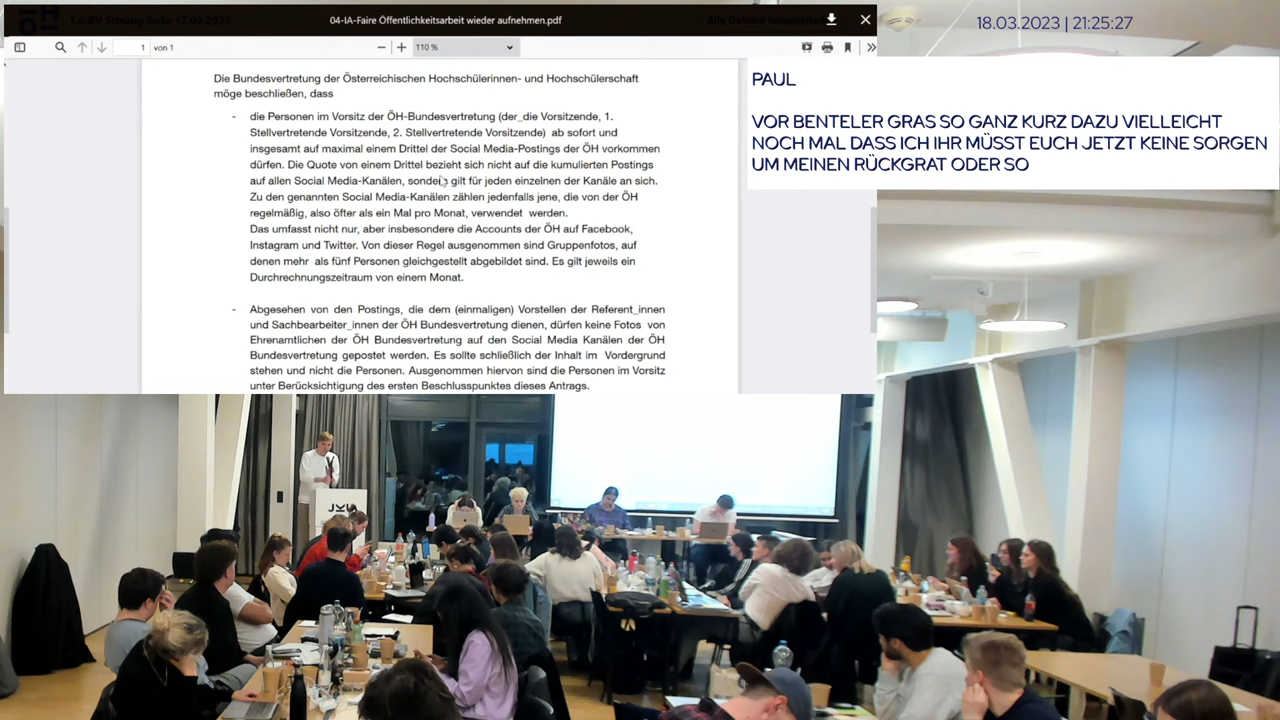 1.o BV Sitzung SoSe 17.03.2023
04-IA-Faire Öffentlichkeitsarbeit wieder aufnehmen.pdf
18.03.2023 | 21:25:27
1 von 1
110 %
Die Bundesvertretung der Österreichischen Hochschülerinnen- und Hochschülerschaft
möge beschließen, dass
- die Personen im Vorsitz der ÖH-Bundesvertretung (der_die Vorsitzende, 1.
Stellvertretende Vorsitzende, 2. Stellvertretende Vorsitzende) ab sofort und
insgesamt auf maximal einem Drittel der Social Media-Postings der ÖH vorkommen
dürfen. Die Quote von einem Drittel bezieht sich nicht auf die kumulierten Postings
auf allen Social Media-Kanälen, sondern gilt für jeden einzelnen der Kanäle an sich.
Zu den genannten Social Media-Kanälen zählen jedenfalls jene, die von der ÖH
regelmäßig, also öfter als ein Mal pro Monat, verwendet werden.
Das umfasst nicht nur, aber insbesondere die Accounts der ÖH auf Facebook,
Instagram und Twitter. Von dieser Regel ausgenommen sind Gruppenfotos, auf
denen mehr als fünf Personen gleichgestellt abgebildet sind. Es gilt jeweils ein
Durchrechnungszeitraum von einem Monat.
- Abgesehen von den Postings, die dem (einmaligen) Vorstellen der Referent_innen
und Sachbearbeiter_innen der ÖH Bundesvertretung dienen, dürfen keine Fotos von
Ehrenamtlichen der ÖH Bundesvertretung auf den Social Media Kanälen der ÖH
Bundesvertretung gepostet werden. Es sollte schließlich der Inhalt im Vordergrund
stehen und nicht die Personen. Ausgenommen hiervon sind die Personen im Vorsitz
unter Berücksichtigung des ersten Beschlusspunktes dieses Antrags.
PAUL
VOR BENTELER GRAS SO GANZ KURZ DAZU VIELLEICHT
NOCH MAL DASS ICH IHR MÜSST EUCH JETZT KEINE SORGEN
UM MEINEN RÜCKGRAT ODER SO
JKU